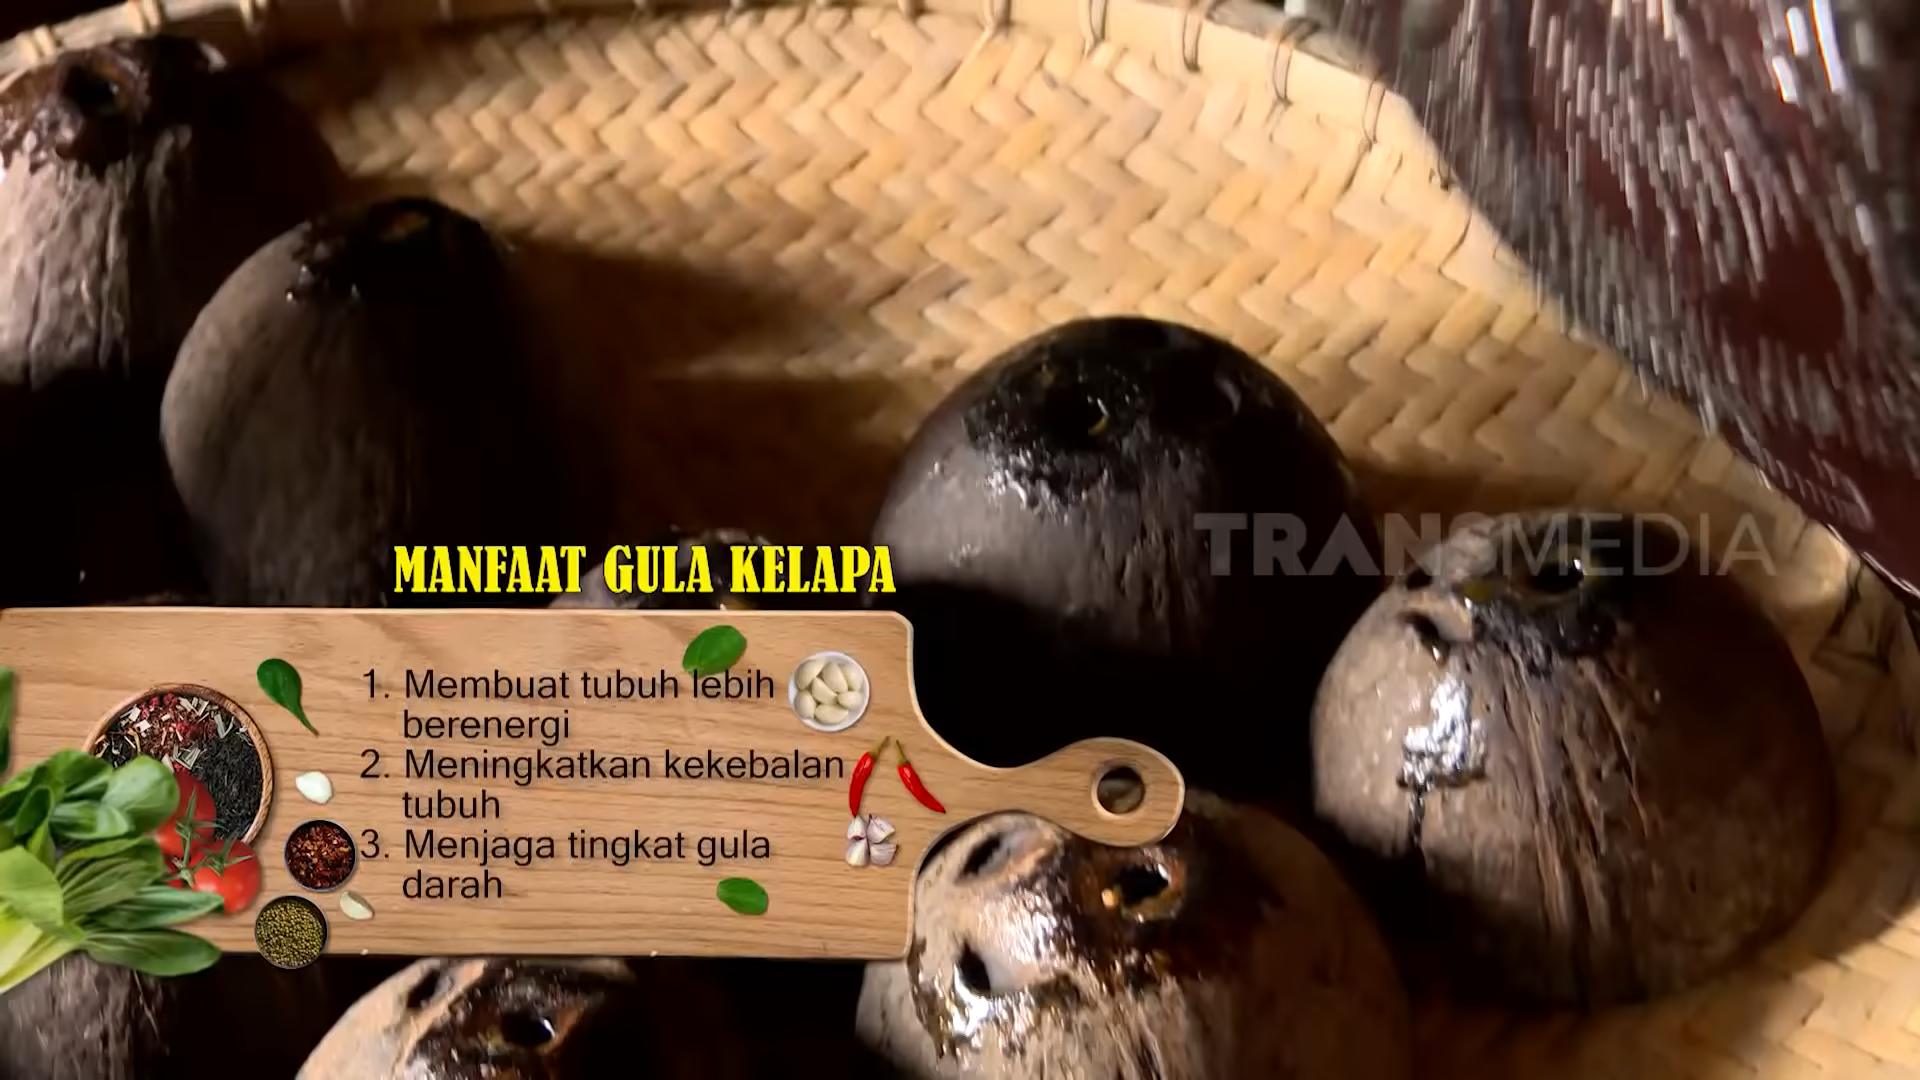 MANFAAT GULA KELAPA
TRANSMEDIA
1. Membuat tubuh lebih
berenergi
2. Meningkatkan kekebalan
tubuh
3. Menjaga tingkat gula
darah